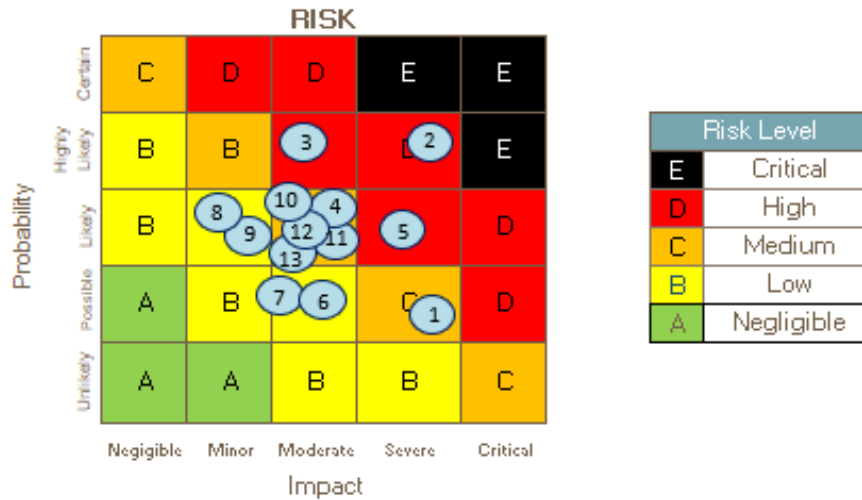 RISK
Probability
Certain
C D D E E
Highly
Likely
B B 3 2 E
Likely
B 8 9 10 4 12 11 13 5 D
Possible
A B 7 6 C 1 D
Unlikely
A A B B C
Negigible Minor Moderate Severe Critical
Impact
Risk Level
E Critical
D High
C Medium
B Low
A Negligible